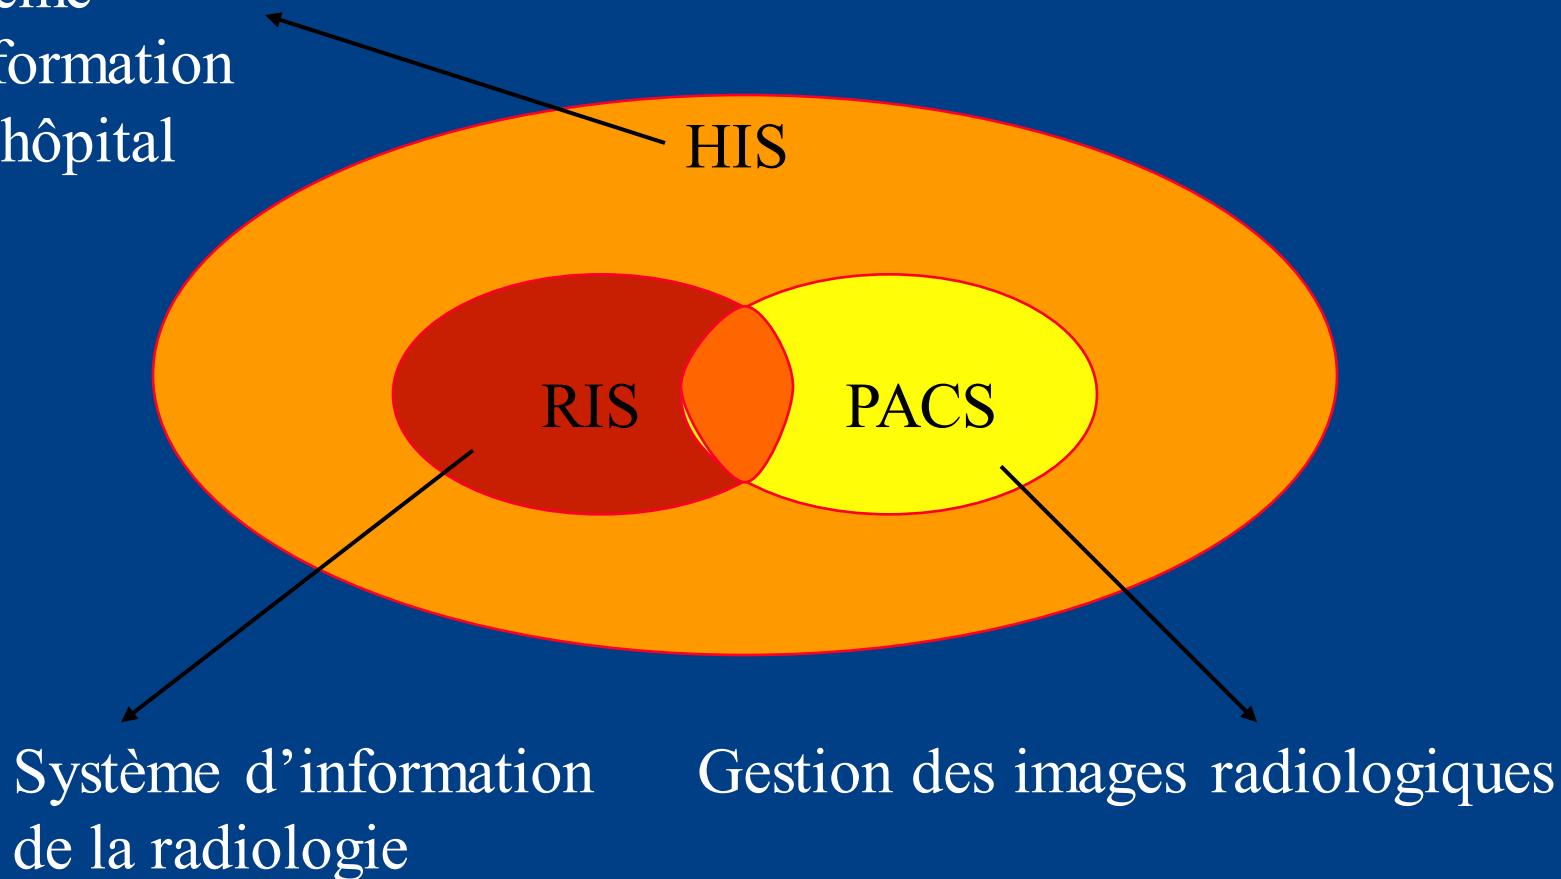 formation
hôpital
HIS
RIS
PACS
Système d’information
de la radiologie
Gestion des images radiologiques